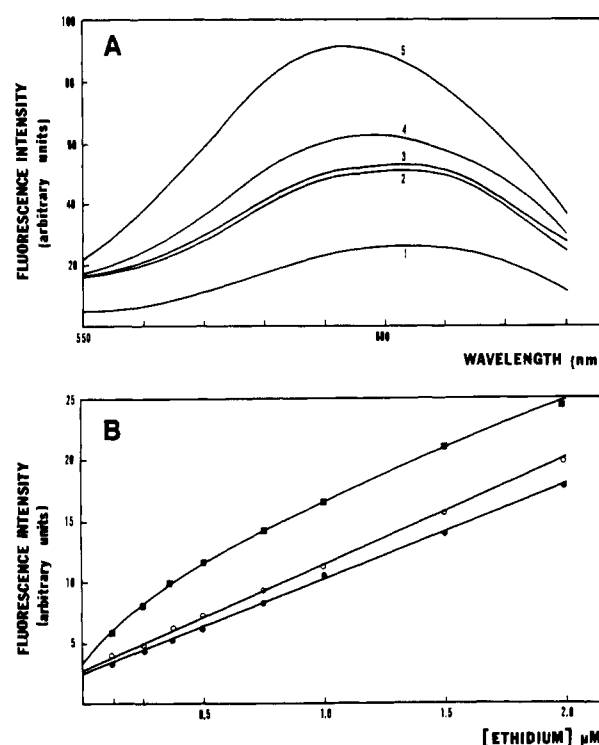 A
FLUORESCENCE INTENSITY
(arbitrary units)
100
80
60
40
20
5
4
3
2
1
550
600
WAVELENGTH (nm
B
FLUORESCENCE INTENSITY
(arbitrary units)
25
20
15
10
5
0.5
1.0
1.5
2.0
[ETHIDIUM] µM